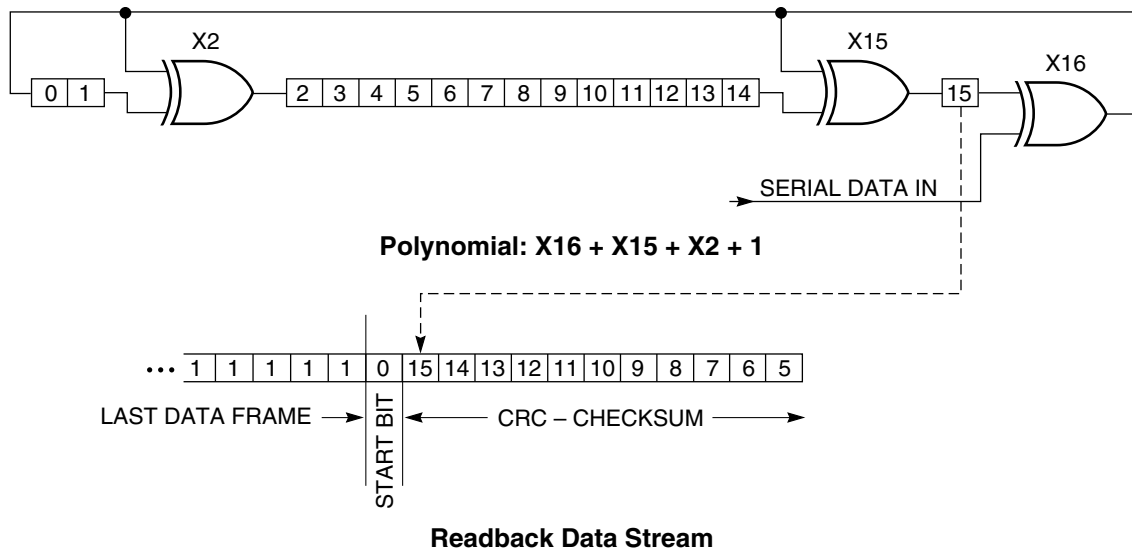 X2
X15
X16
0 1
2 3 4 5 6 7 8 9 10 11 12 13 14
15
SERIAL DATA IN
Polynomial: X16 + X15 + X2 + 1
••• 1 1 1 1 1 0 15 14 13 12 11 10 9 8 7 6 5
LAST DATA FRAME
START BIT
CRC – CHECKSUM
Readback Data Stream